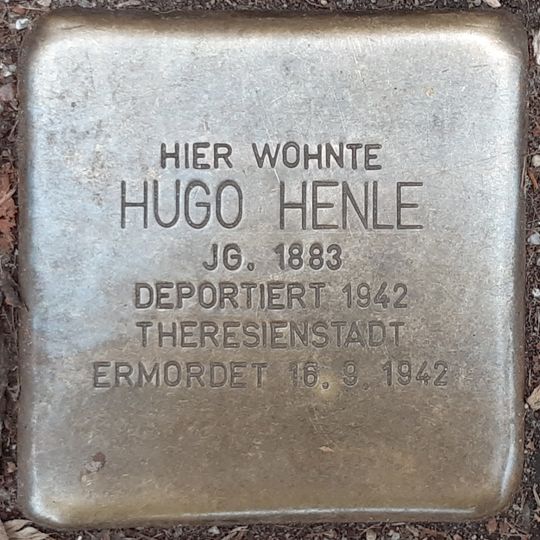 HIER WOHNTE
HUGO HENLE
JG. 1883
DEPORTIERT 1942
THERESIENSTADT
ERMORDET 16. 9. 1942